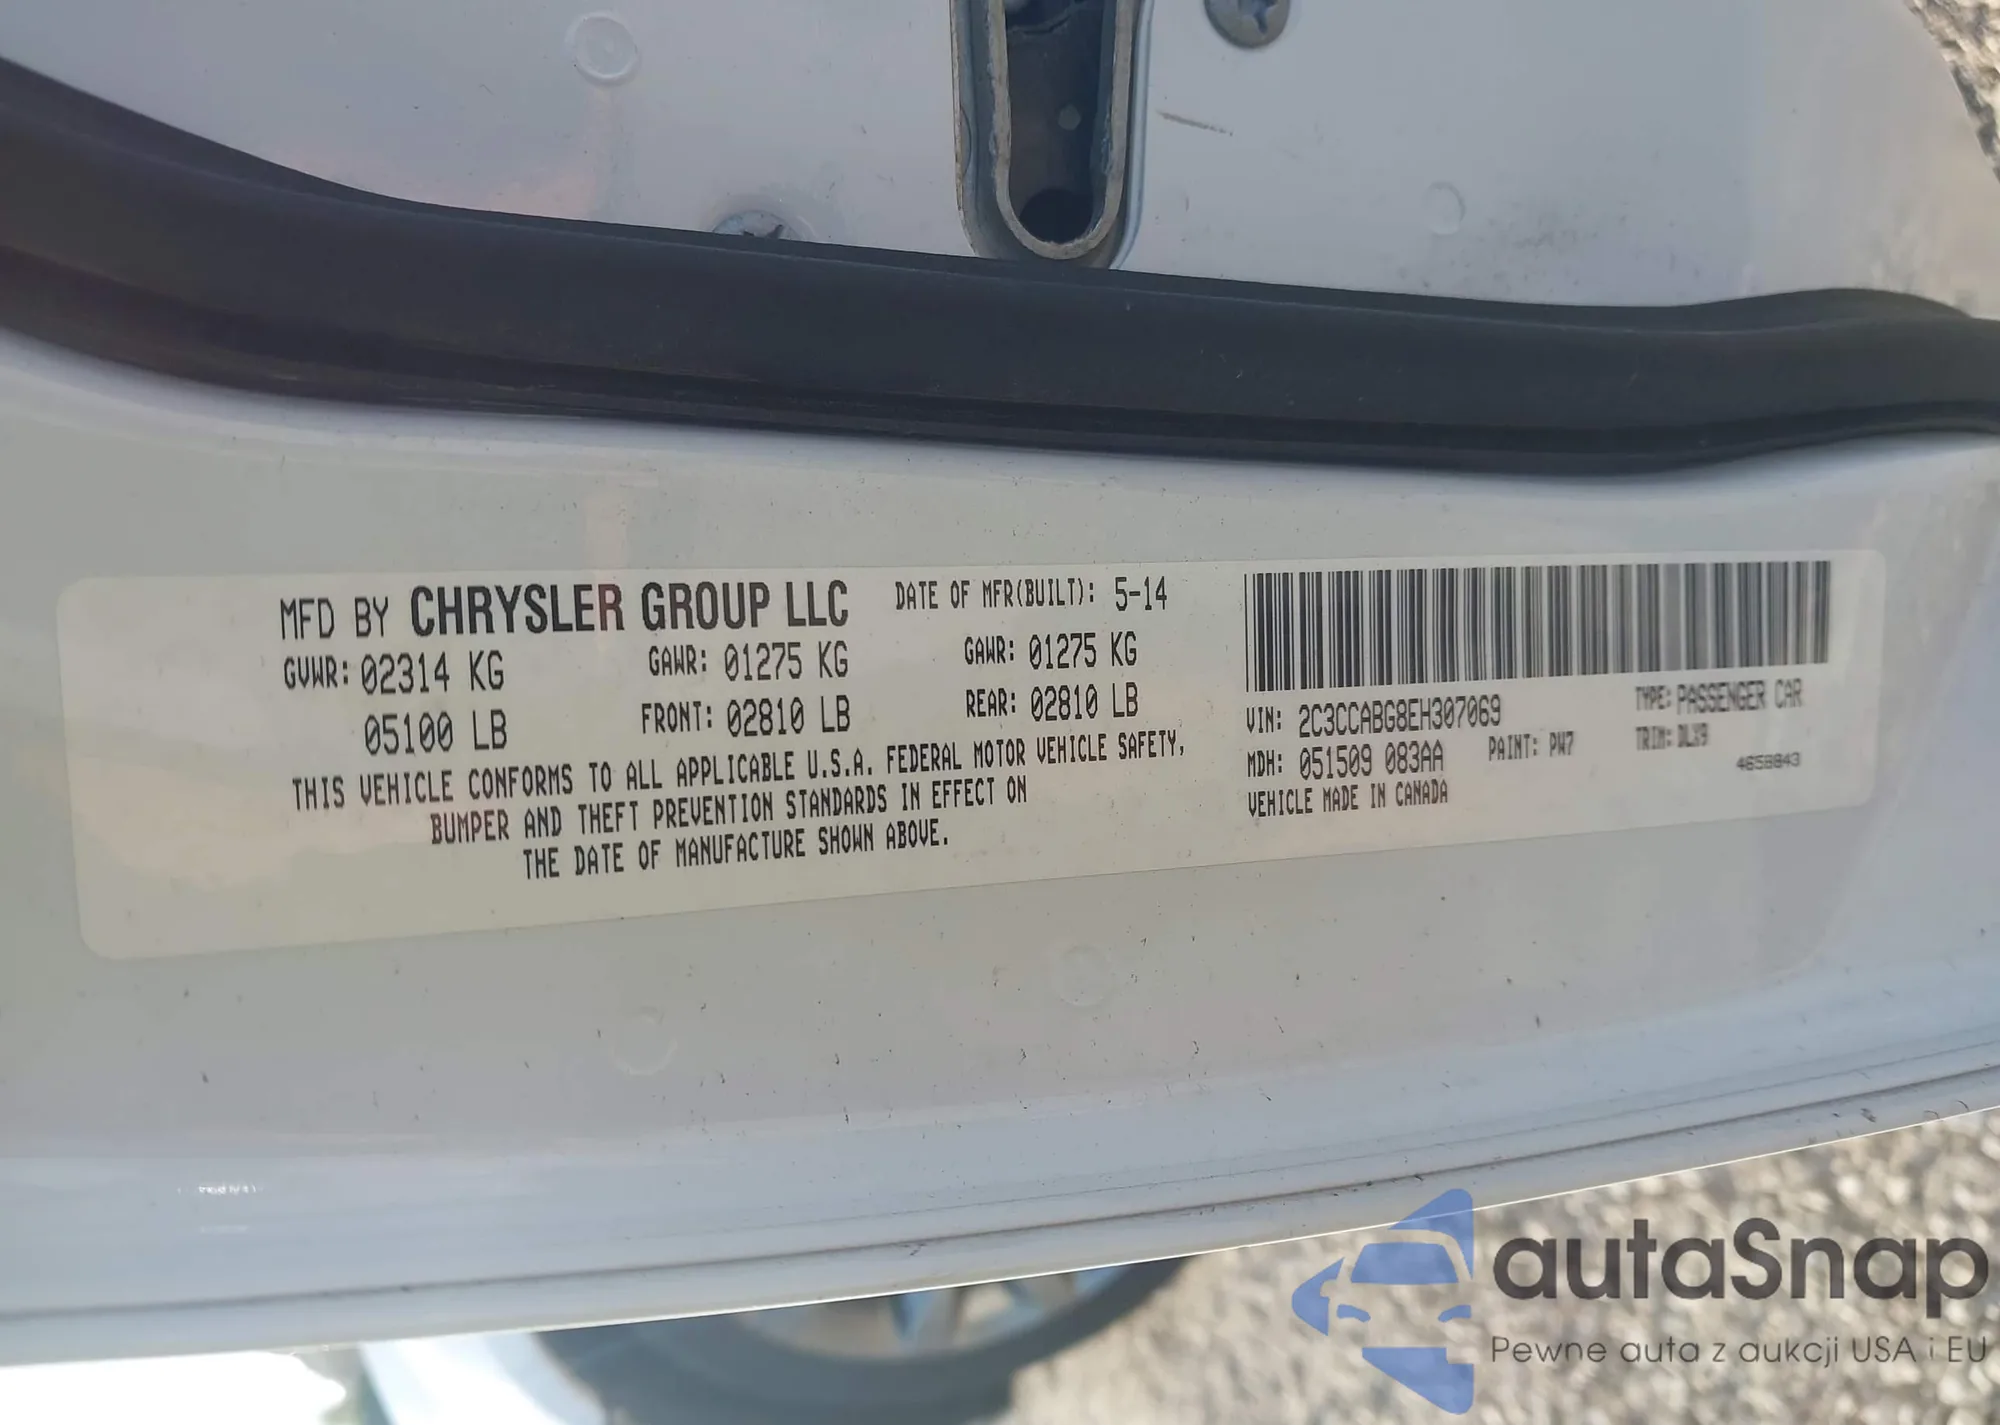 MFD BY CHRYSLER GROUP LLC DATE OF MFR(BUILT): 5-14
GVWR: 02314 KG GAWR: 01275 KG GAWR: 01275 KG
05100 LB FRONT: 02810 LB REAR: 02810 LB
THIS VEHICLE CONFORMS TO ALL APPLICABLE U.S.A. FEDERAL MOTOR VEHICLE SAFETY,
BUMPER AND THEFT PREVENTION STANDARDS IN EFFECT ON
THE DATE OF MANUFACTURE SHOWN ABOVE.
VIN: 2C3CCABG8EH307069 TYPE: PASSENGER CAR
MDH: 051509 083AA PAINT: PW7 TRIM: DLX9
VEHICLE MADE IN CANADA 4658843
autaSnap
Pewne auta z aukcji USA i EU